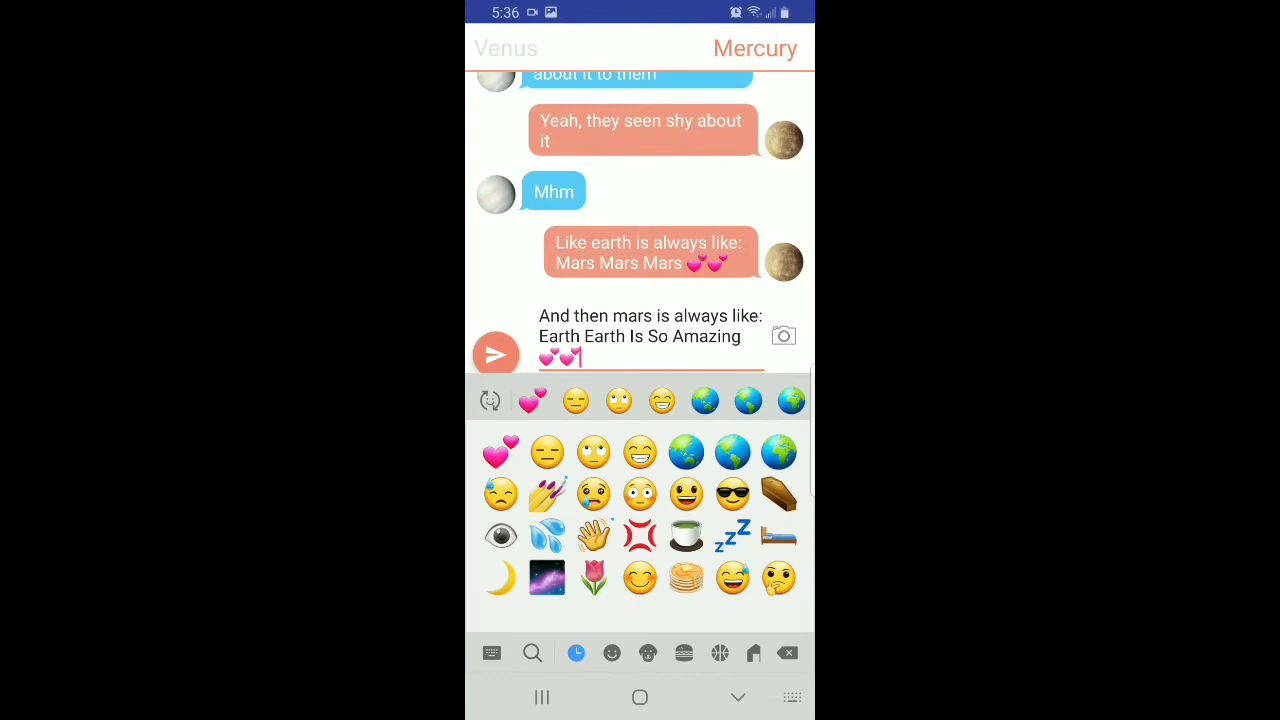 5:36
Venus
Mercury
about it to them
Yeah, they seen shy about
it
Mhm
Like earth is always like:
Mars Mars Mars 💕💕
And then mars is always like:
Earth Earth Is So Amazing
💕💕